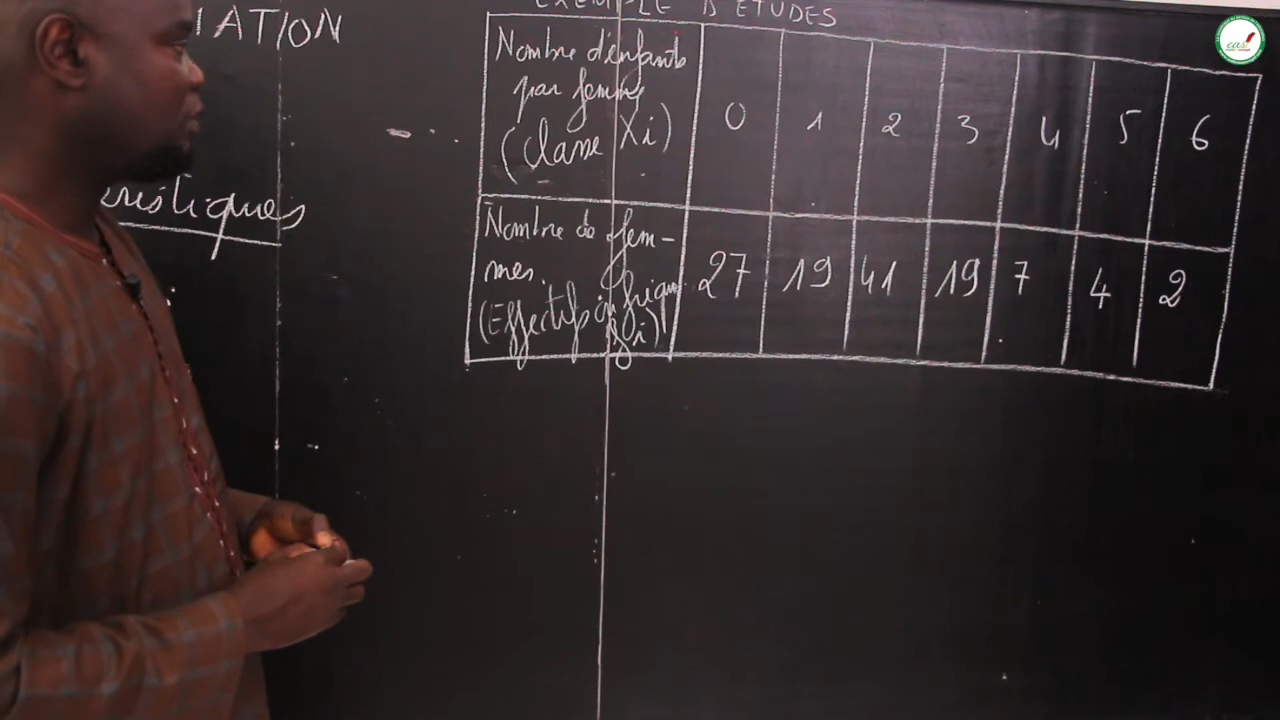 IATION
éristiques
EXEMPLE D'ETUDES
Nombre d'enfants
par femme
(Classe Xi)
0 1 2 3 4 5 6
Nombre de fem-
mes.
(Effectifs
27 19 41 19 7 4 2